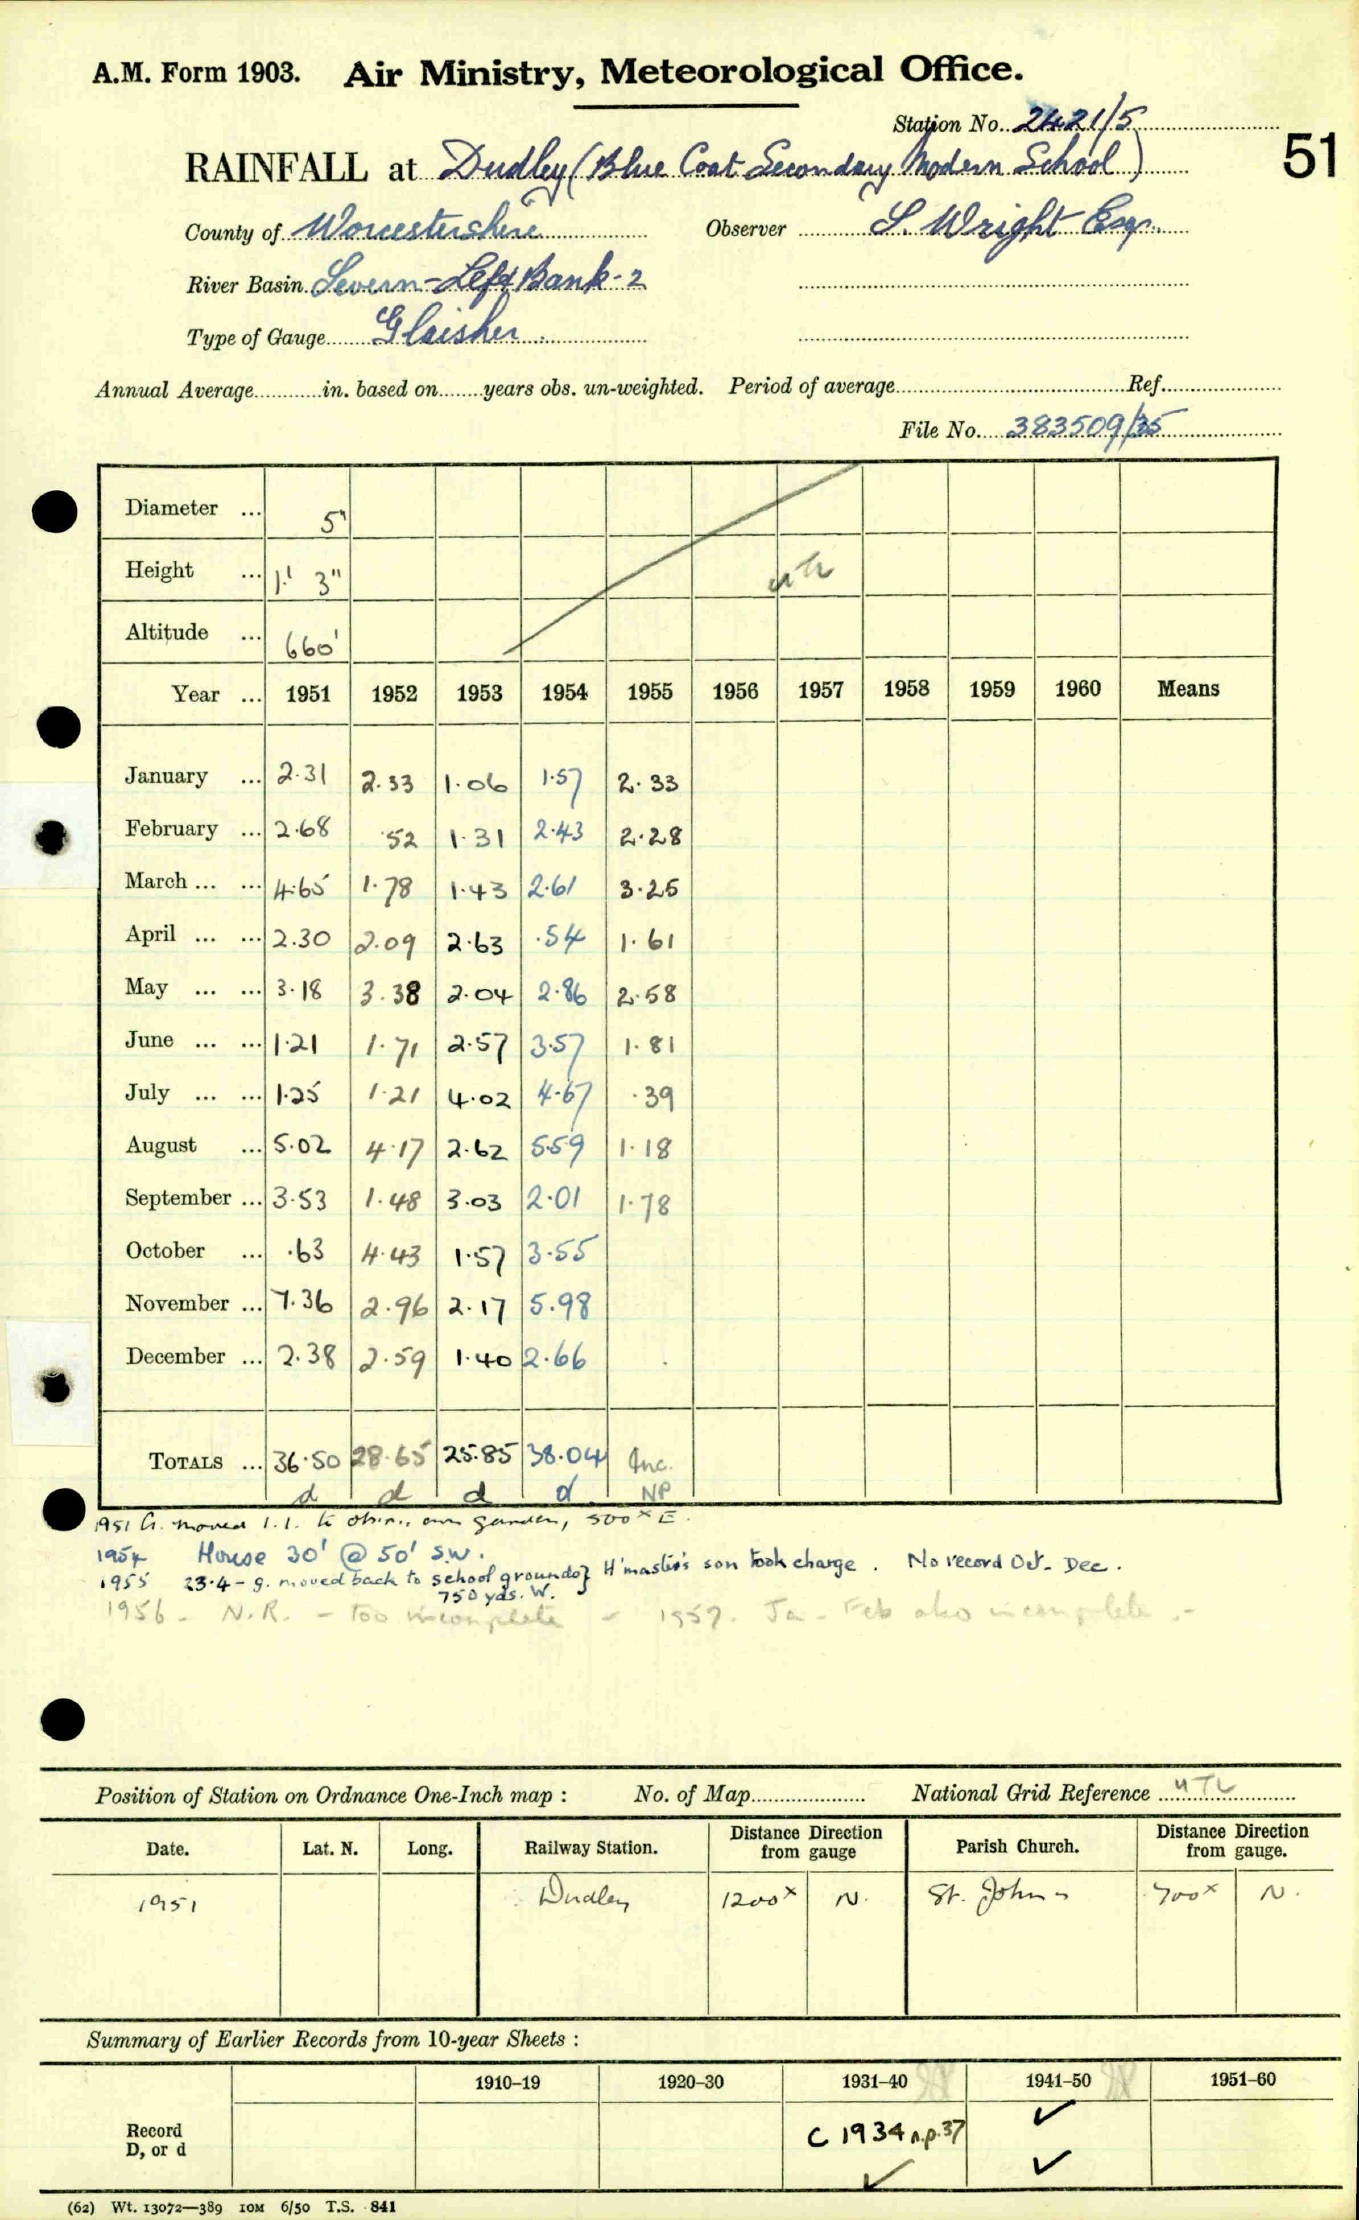 A.M. Form 1903. Air Ministry, Meteorological Office.
Station No. 2421/5
51
RAINFALL at Dudley (Blue Coat Secondary Modern School)
County of Worcestershire Observer S. Wright Esq.
River Basin Severn - Left Bank - 2
Type of Gauge Glaisher
Annual Average............in. based on........years obs. un-weighted. Period of average............Ref............
File No. 383509/35
Diameter ... 5"
Height ... 1' 3"
Altitude ... 660'
Year ... 1951 1952 1953 1954 1955 1956 1957 1958 1959 1960 Means
January ... 2.31 2.33 1.06 1.57 2.33
February ... 2.68 .52 1.31 2.43 2.28
March ... ... 4.65 1.78 1.43 2.61 3.25
April ... ... 2.30 2.09 2.63 .54 1.61
May ... ... 3.18 3.38 2.04 2.86 2.58
June ... ... 1.21 1.71 2.57 3.57 1.81
July ... ... 1.25 1.21 4.02 4.67 .39
August ... 5.02 4.17 2.62 5.59 1.18
September ... 3.53 1.48 3.03 2.01 1.78
October ... .63 4.43 1.57 3.55
November ... 7.36 2.96 2.17 5.98
December ... 2.38 2.59 1.40 2.66
TOTALS ... 36.50 28.65 25.85 38.04 Inc.
d d d d NP
1951 G. moved 1.1. to obsr's. own garden, 500x E.
1954 House 30' @ 50' S.W.
1955 23.4 - g. moved back to school grounds} H'master's son took charge. No record Oct - Dec.
750 yds. W.
1956 - N.R. - too incomplete - 1957. Ja - Feb also incomplete -
Position of Station on Ordnance One-Inch map : No. of Map............ National Grid Reference
Date. Lat. N. Long. Railway Station. Distance from gauge Direction Parish Church. Distance from gauge. Direction
1951 Dudley 1200x N. St. Johns 700x N.
Summary of Earlier Records from 10-year Sheets :
1910–19 1920–30 1931–40 1941–50 1951–60
Record
D, or d
C 1934 n.p. 37 ✓
✓ ✓
(62) Wt. 13072—389 10M 6/50 T.S. 841